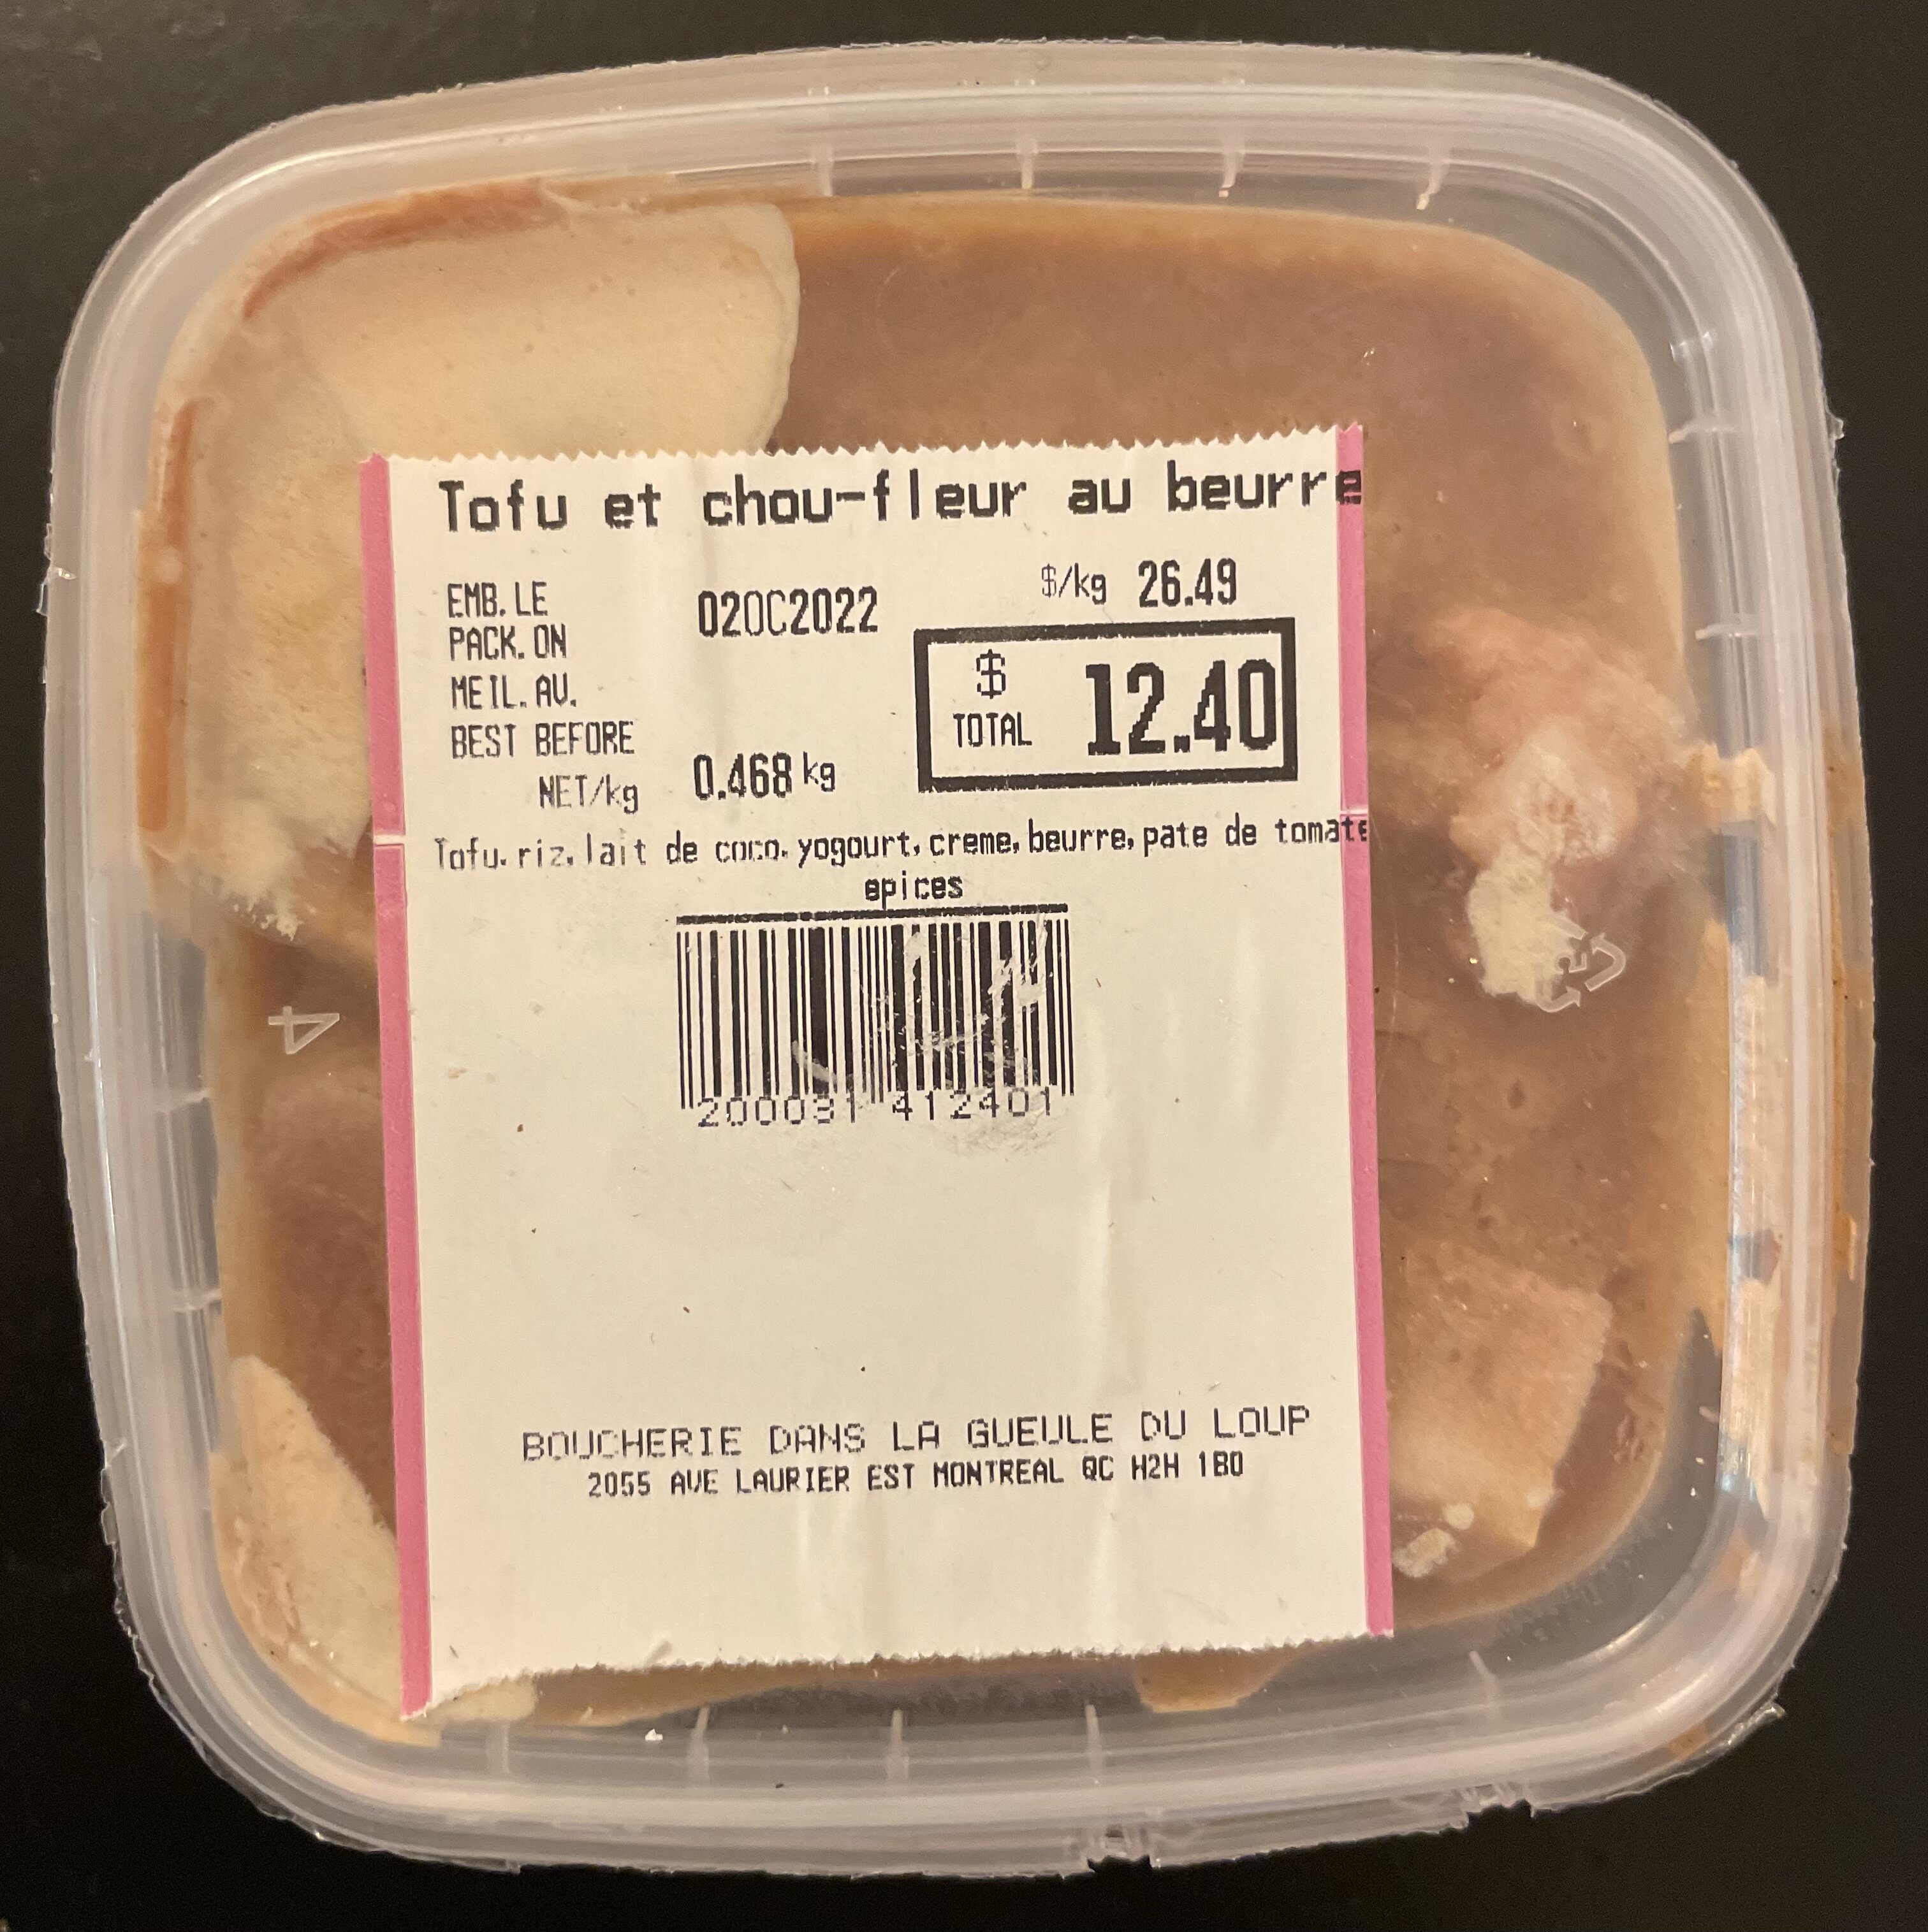 Tofu et chou-fleur au beurre
$/kg 26.49
EMB. LE
PACK. ON 02OC2022
MEIL. AV.
BEST BEFORE
$
TOTAL 12.40
NET/kg 0.468 kg
Tofu. riz. lait de coco. yogourt, creme, beurre, pate de tomate
epices
200031 412401
BOUCHERIE DANS LA GUEULE DU LOUP
2055 AVE LAURIER EST MONTREAL QC H2H 1B0
4